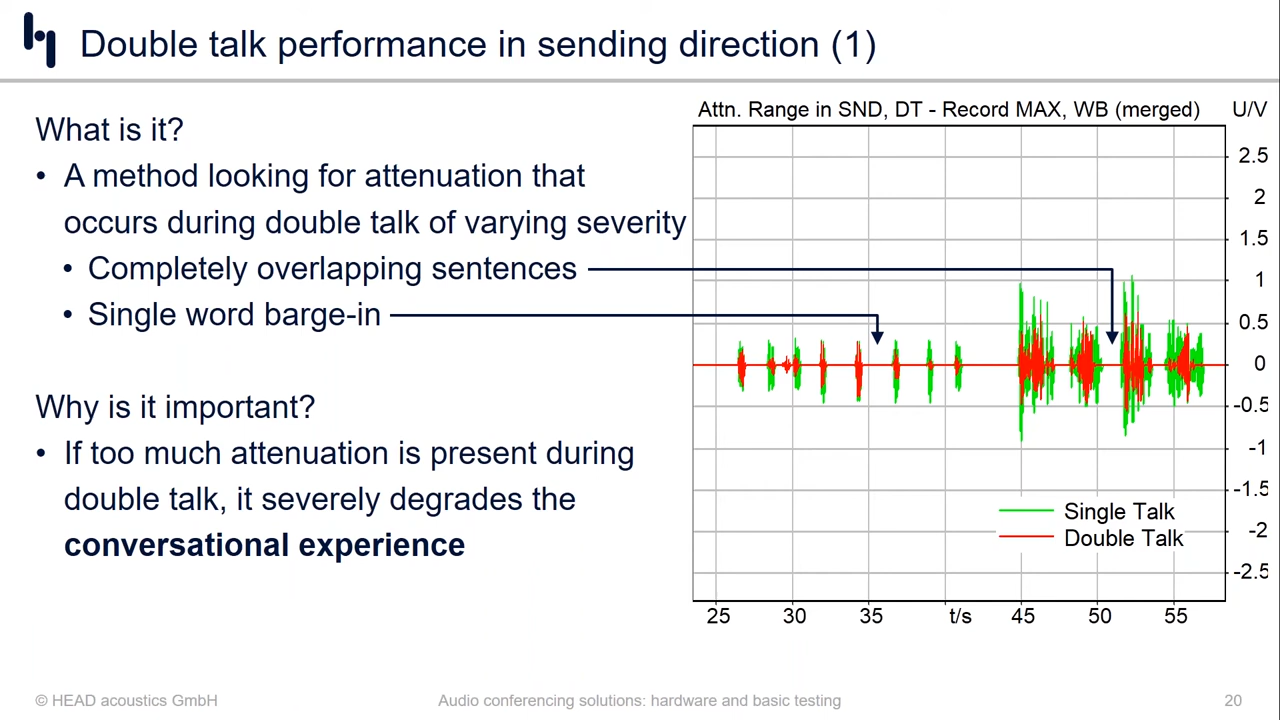 Double talk performance in sending direction (1)
What is it?
• A method looking for attenuation that
occurs during double talk of varying severity
• Completely overlapping sentences
• Single word barge-in
Why is it important?
• If too much attenuation is present during
double talk, it severely degrades the
conversational experience
Attn. Range in SND, DT - Record MAX, WB (merged) U/V
2.5
2
1.5
1
0.5
0
-0.5
-1
-1.5
-2
-2.5
Single Talk
Double Talk
25 30 35 t/s 45 50 55
© HEAD acoustics GmbH Audio conferencing solutions: hardware and basic testing 20